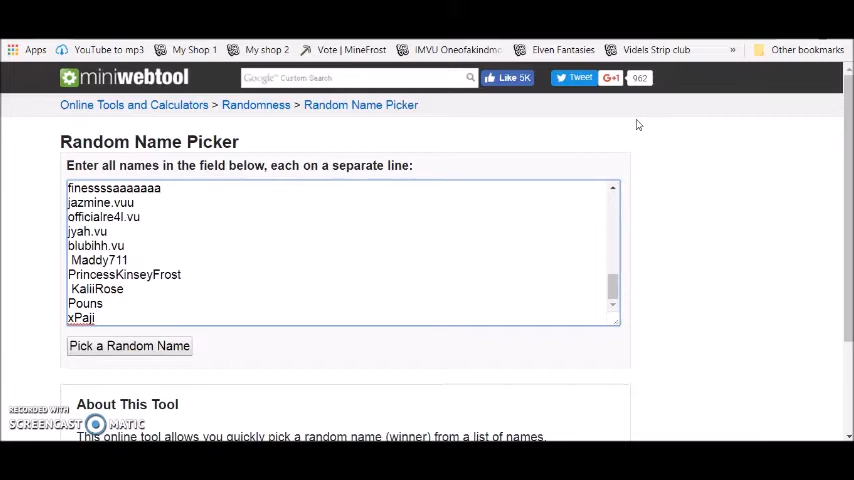 Apps YouTube to mp3 My Shop 1 My shop 2 Vote | MineFrost IMVU Oneofakindmo Elven Fantasies Videls Strip club » Other bookmarks
miniwebtool Google™ Custom Search Like 5K Tweet G+1 962
Online Tools and Calculators > Randomness > Random Name Picker
Random Name Picker
Enter all names in the field below, each on a separate line:
finessssaaaaaaa
jazmine.vuu
officialre4l.vu
jyah.vu
blubihh.vu
Maddy711
PrincessKinseyFrost
KaliiRose
Pouns
xPaji
Pick a Random Name
About This Tool
RECORDED WITH
SCREENCAST MATIC
This online tool allows you quickly pick a random name (winner) from a list of names.